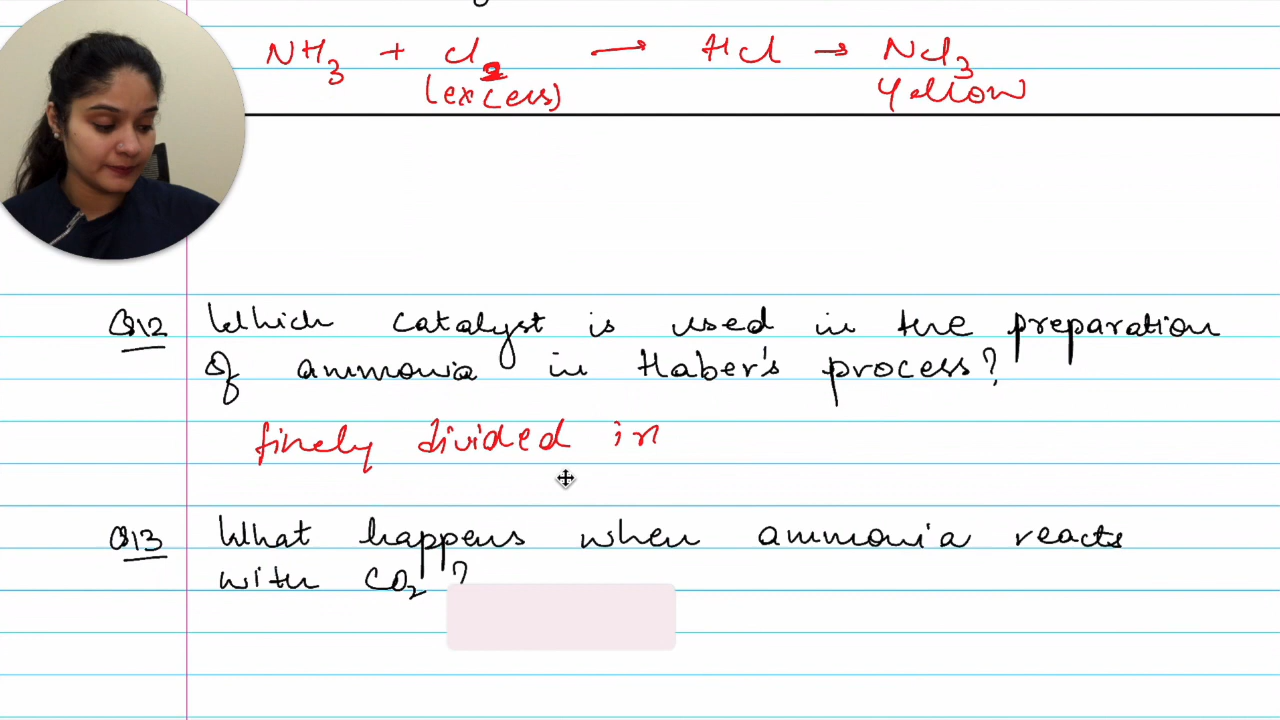 NH3 + Cl2 → HCl → NCl3
(excess) Yellow
Q12 Which catalyst is used in the preparation
of ammonia in Haber's process?
finely divided ir
Q13 What happens when ammonia reacts
with CO2?